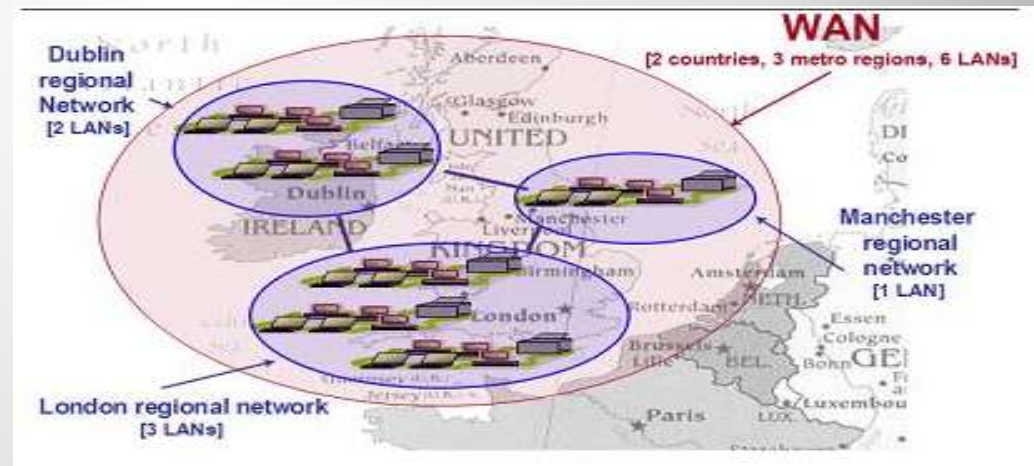 WAN
[2 countries, 3 metro regions, 6 LANs]
Dublin
regional
Network
[2 LANs]
North
Aberdeen
Glasgow
Edinburgh
UNITED
Belfast
Dublin
IRELAND
Manchester
KINGDOM
Birmingham
London
Manchester
regional
network
[1 LAN]
Amsterdam
Rotterdam
NETH.
Essen
Cologne
Brussels
Lille
BEL.
Bonn
Paris
LUX.
London regional network
[3 LANs]